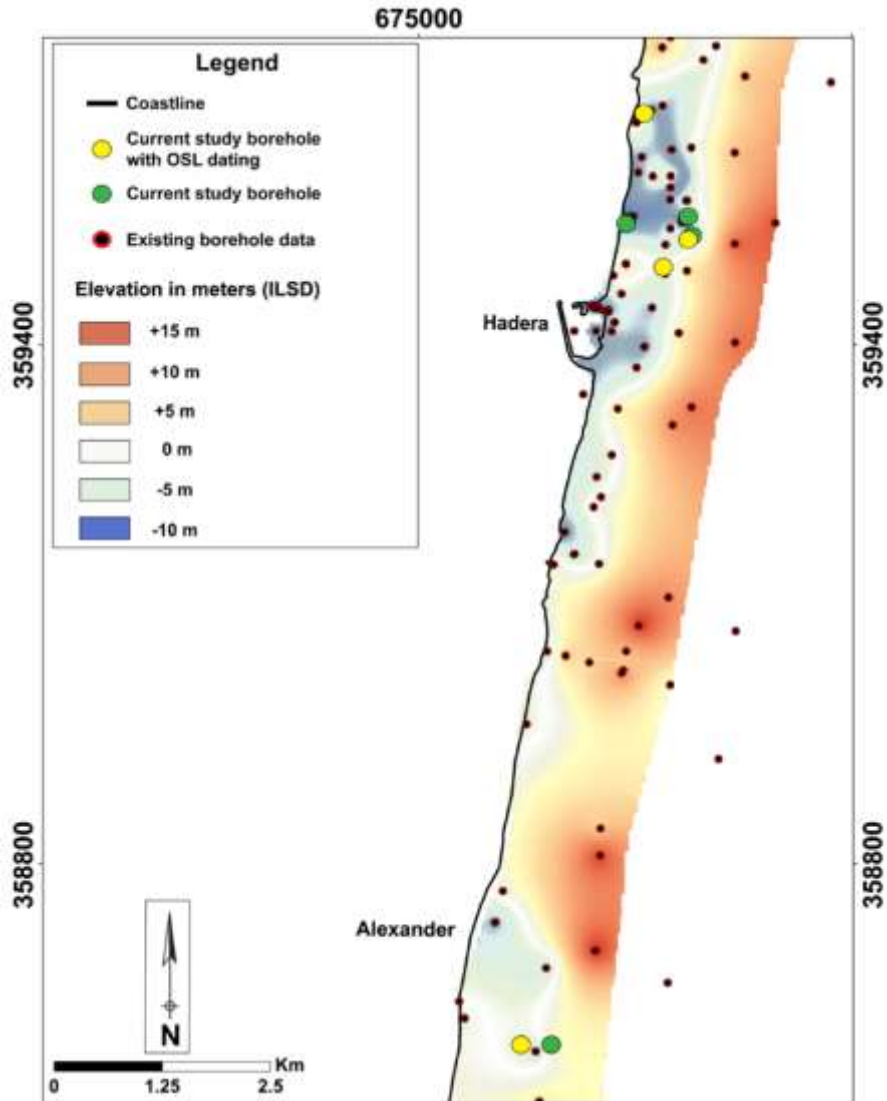 675000
Legend
Coastline
Current study borehole
with OSL dating
Current study borehole
Existing borehole data
Elevation in meters (ILSD)
+15 m
+10 m
+5 m
0 m
-5 m
-10 m
Hadera
359400
359400
358800
358800
Alexander
N
Km
0 1.25 2.5